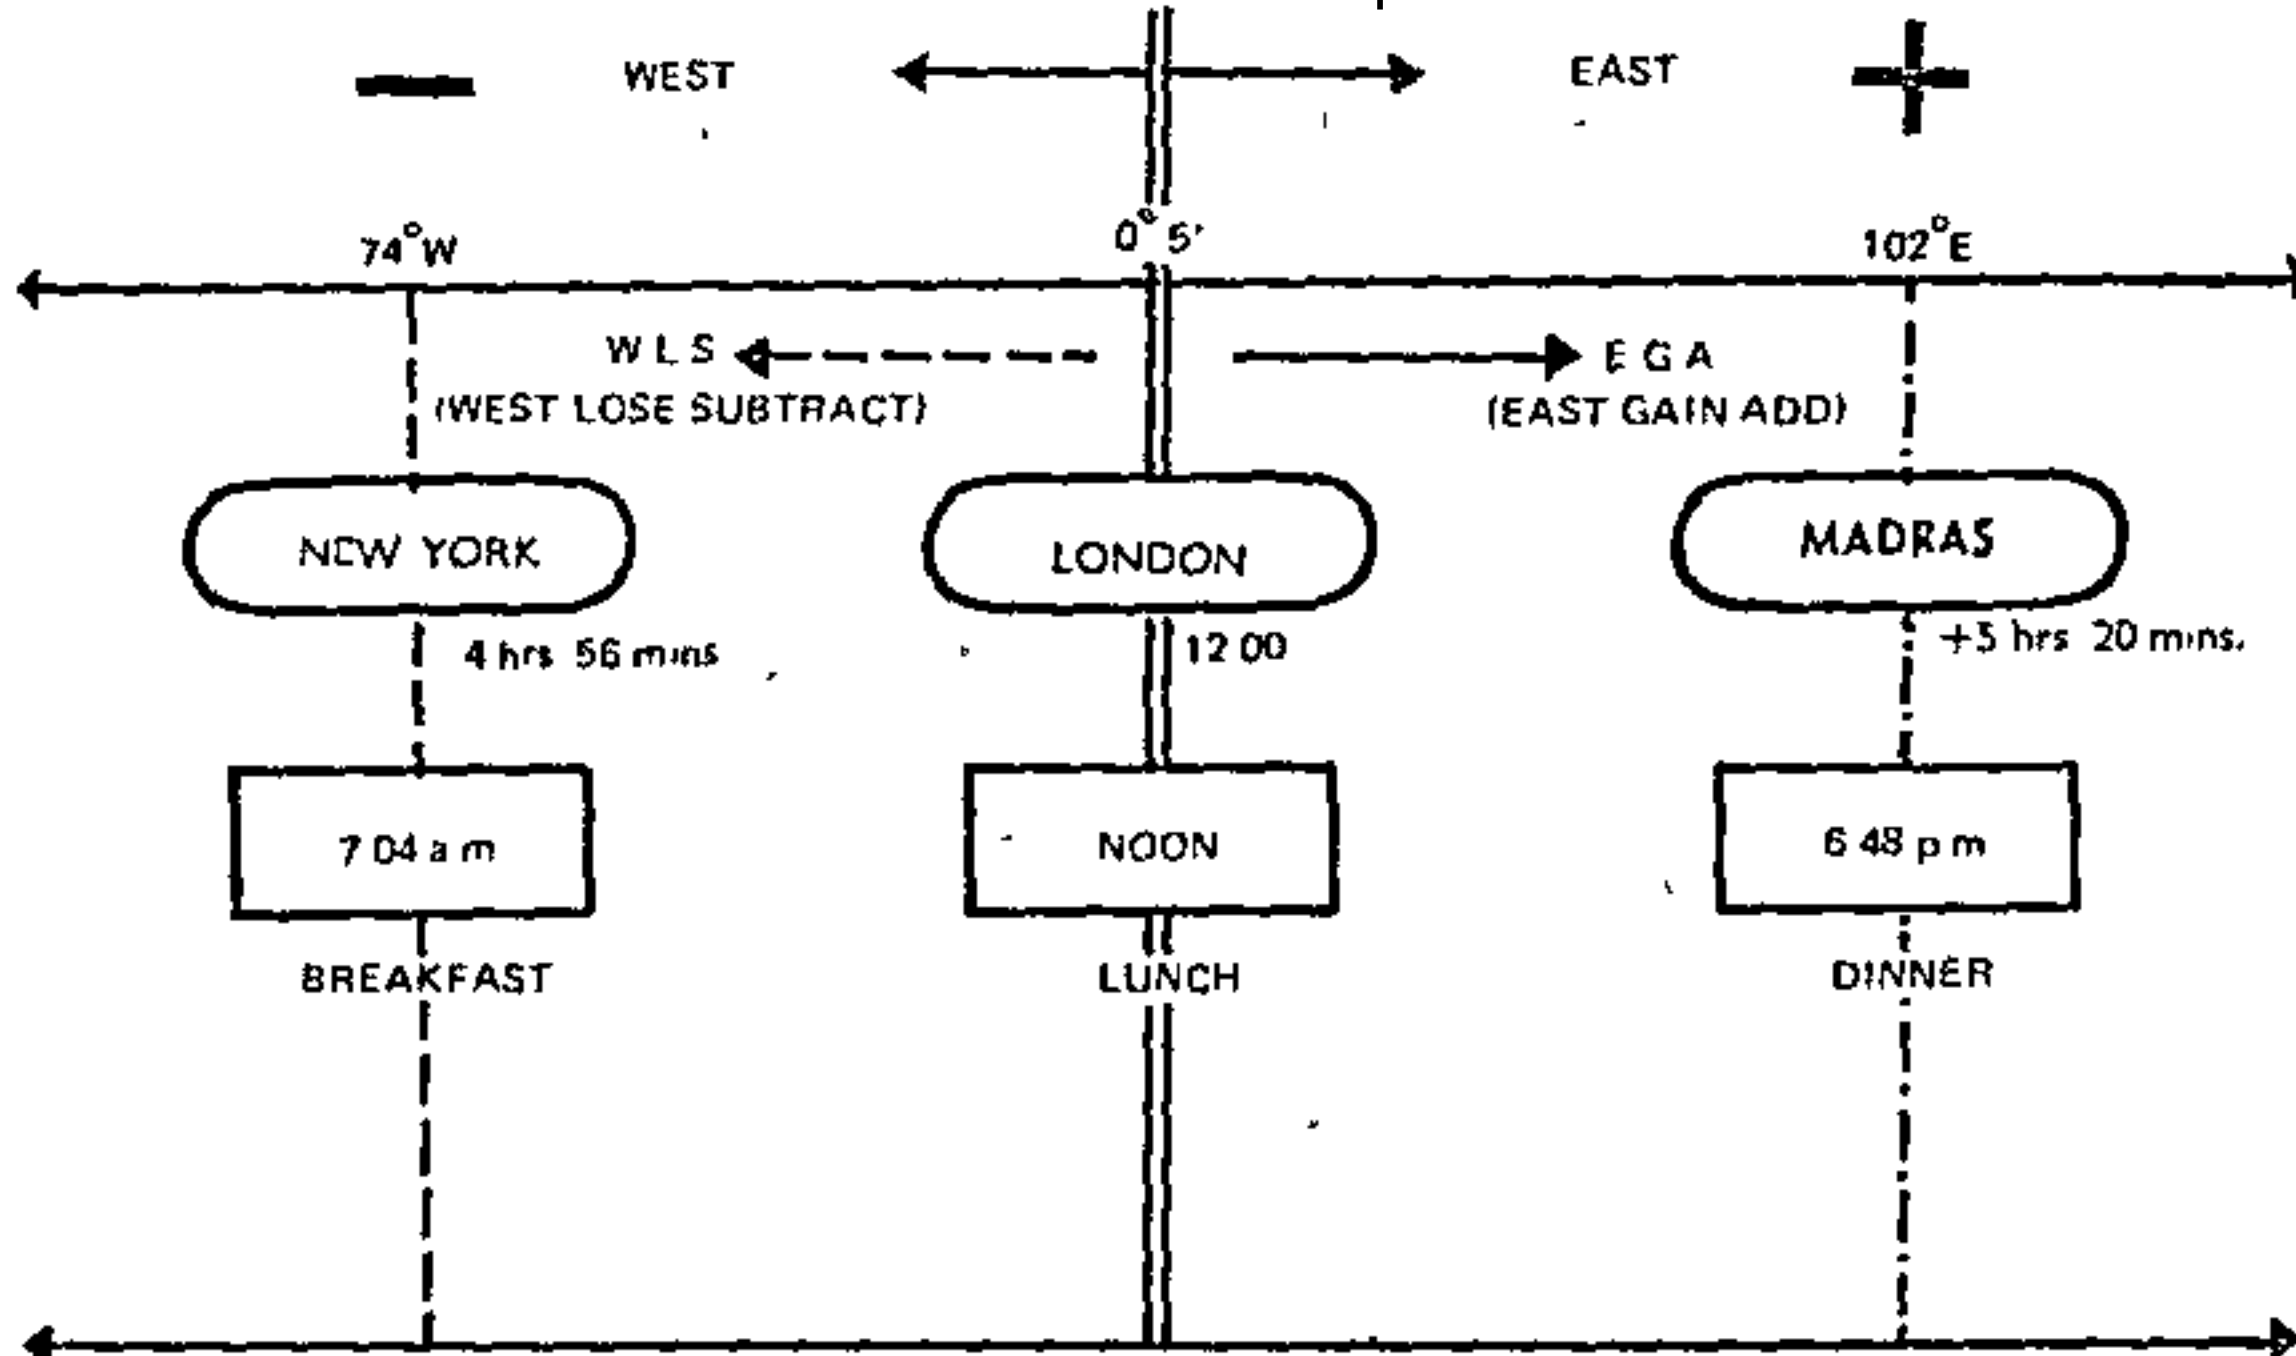 WEST EAST
74°W 0° 5' 102°E
W L S E G A
(WEST LOSE SUBTRACT) (EAST GAIN ADD)
NEW YORK LONDON MADRAS
4 hrs 56 mins 12 00 +5 hrs 20 mins.
7 04 a m NOON 6 48 p m
BREAKFAST LUNCH DINNER